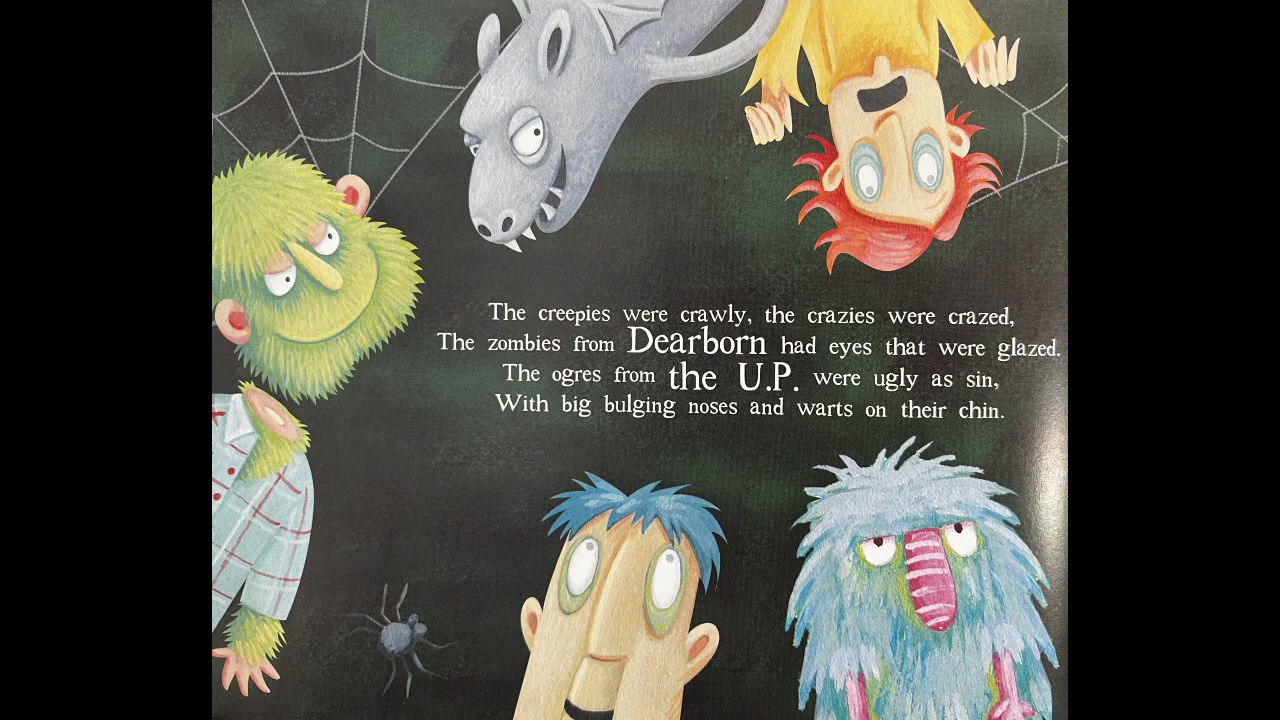 The creepies were crawly, the crazies were crazed,
The zombies from Dearborn had eyes that were glazed.
The ogres from the U.P. were ugly as sin,
With big bulging noses and warts on their chin.